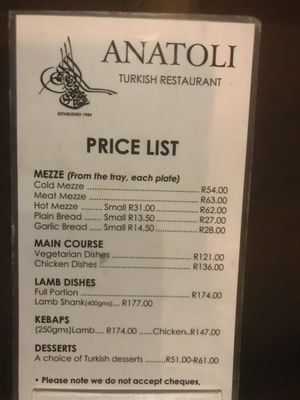 ANATOLI
TURKISH RESTAURANT
ESTABLISHED 1984
PRICE LIST
MEZZE (From the tray, each plate)
Cold Mezze ........ R54.00
Meat Mezze ........ R63.00
Hot Mezze ........ Small R31.00 ........ R62.00
Plain Bread ...... Small R13.50 ........ R27.00
Garlic Bread ..... Small R14.50 ........ R28.00
MAIN COURSE
Vegetarian Dishes ........ R121.00
Chicken Dishes ........ R136.00
LAMB DISHES
Full Portion ........ R174.00
Lamb Shank(400gms)... R177.00
KEBAPS
(250gms)Lamb.... R174.00 .....Chicken..R147.00
DESSERTS
A choice of Turkish desserts ........R51.00-R61.00
• Please note we do not accept cheques.